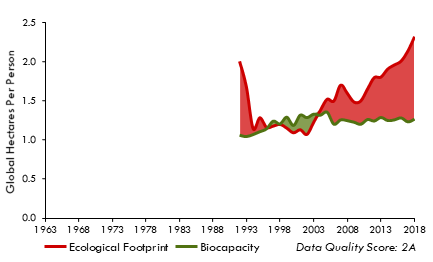 2.5
2.0
1.5
1.0
0.5
0.0
Global Hectares Per Person
1963 1968 1973 1978 1983 1988 1993 1998 2003 2008 2013 2018
Ecological Footprint Biocapacity Data Quality Score: 2A